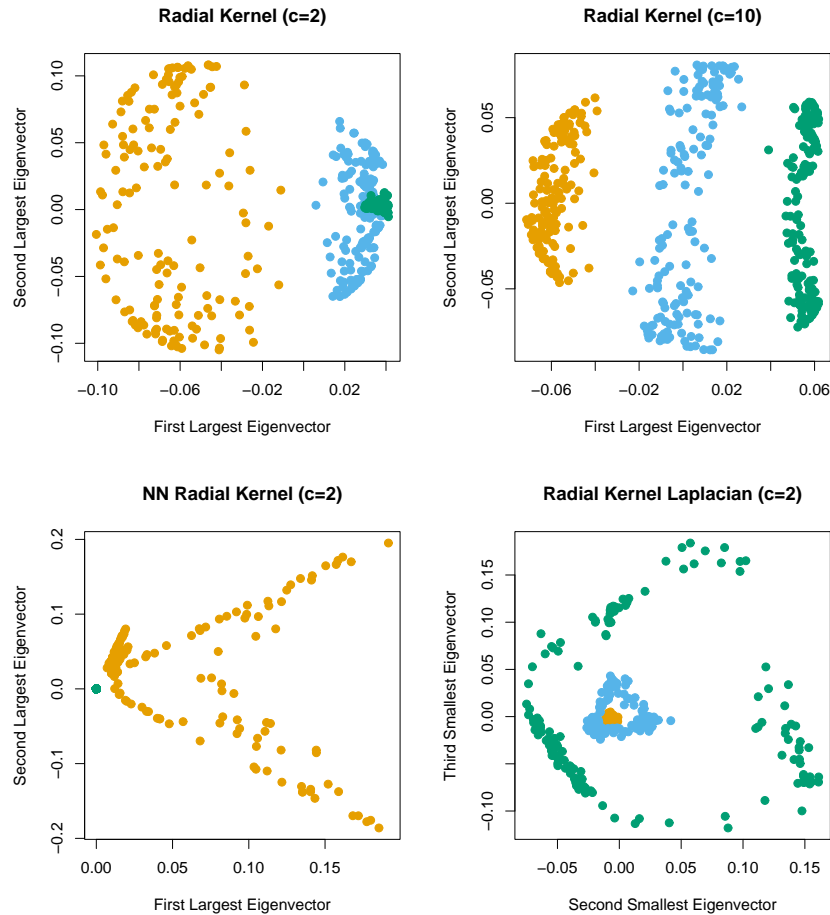 Radial Kernel (c=2)
Second Largest Eigenvector
0.10
0.05
0.00
−0.05
−0.10
−0.10
−0.06
−0.02
0.02
First Largest Eigenvector
Radial Kernel (c=10)
Second Largest Eigenvector
0.05
0.00
−0.05
−0.06
−0.02
0.02
0.06
First Largest Eigenvector
NN Radial Kernel (c=2)
Second Largest Eigenvector
0.2
0.1
0.0
−0.1
−0.2
0.00
0.05
0.10
0.15
First Largest Eigenvector
Radial Kernel Laplacian (c=2)
Third Smallest Eigenvector
0.15
0.10
0.05
0.00
−0.10
−0.05
0.00
0.05
0.10
0.15
Second Smallest Eigenvector